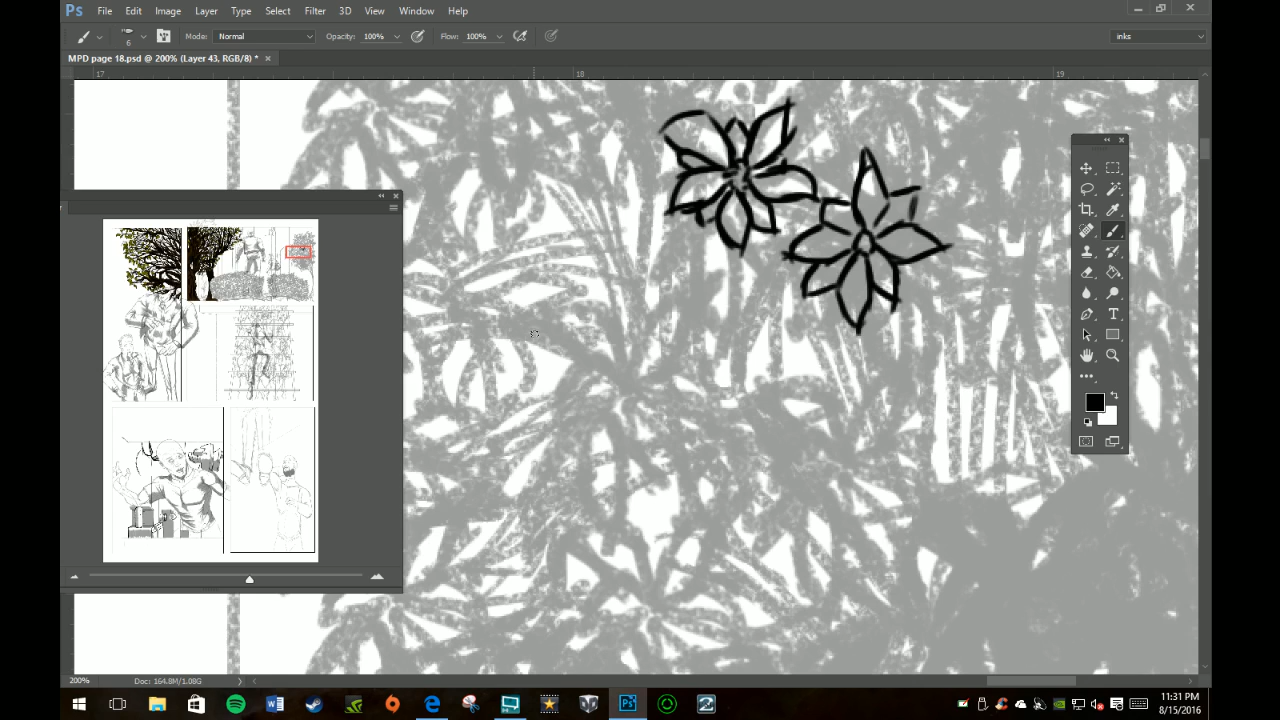 Ps File Edit Image Layer Type Select Filter 3D View Window Help
6 Mode: Normal Opacity: 100% Flow: 100% inks
MPD page 18.psd @ 200% (Layer 43, RGB/8) *
17 18 19
200% Doc: 164.8M/1.08G
11:31 PM
8/15/2016